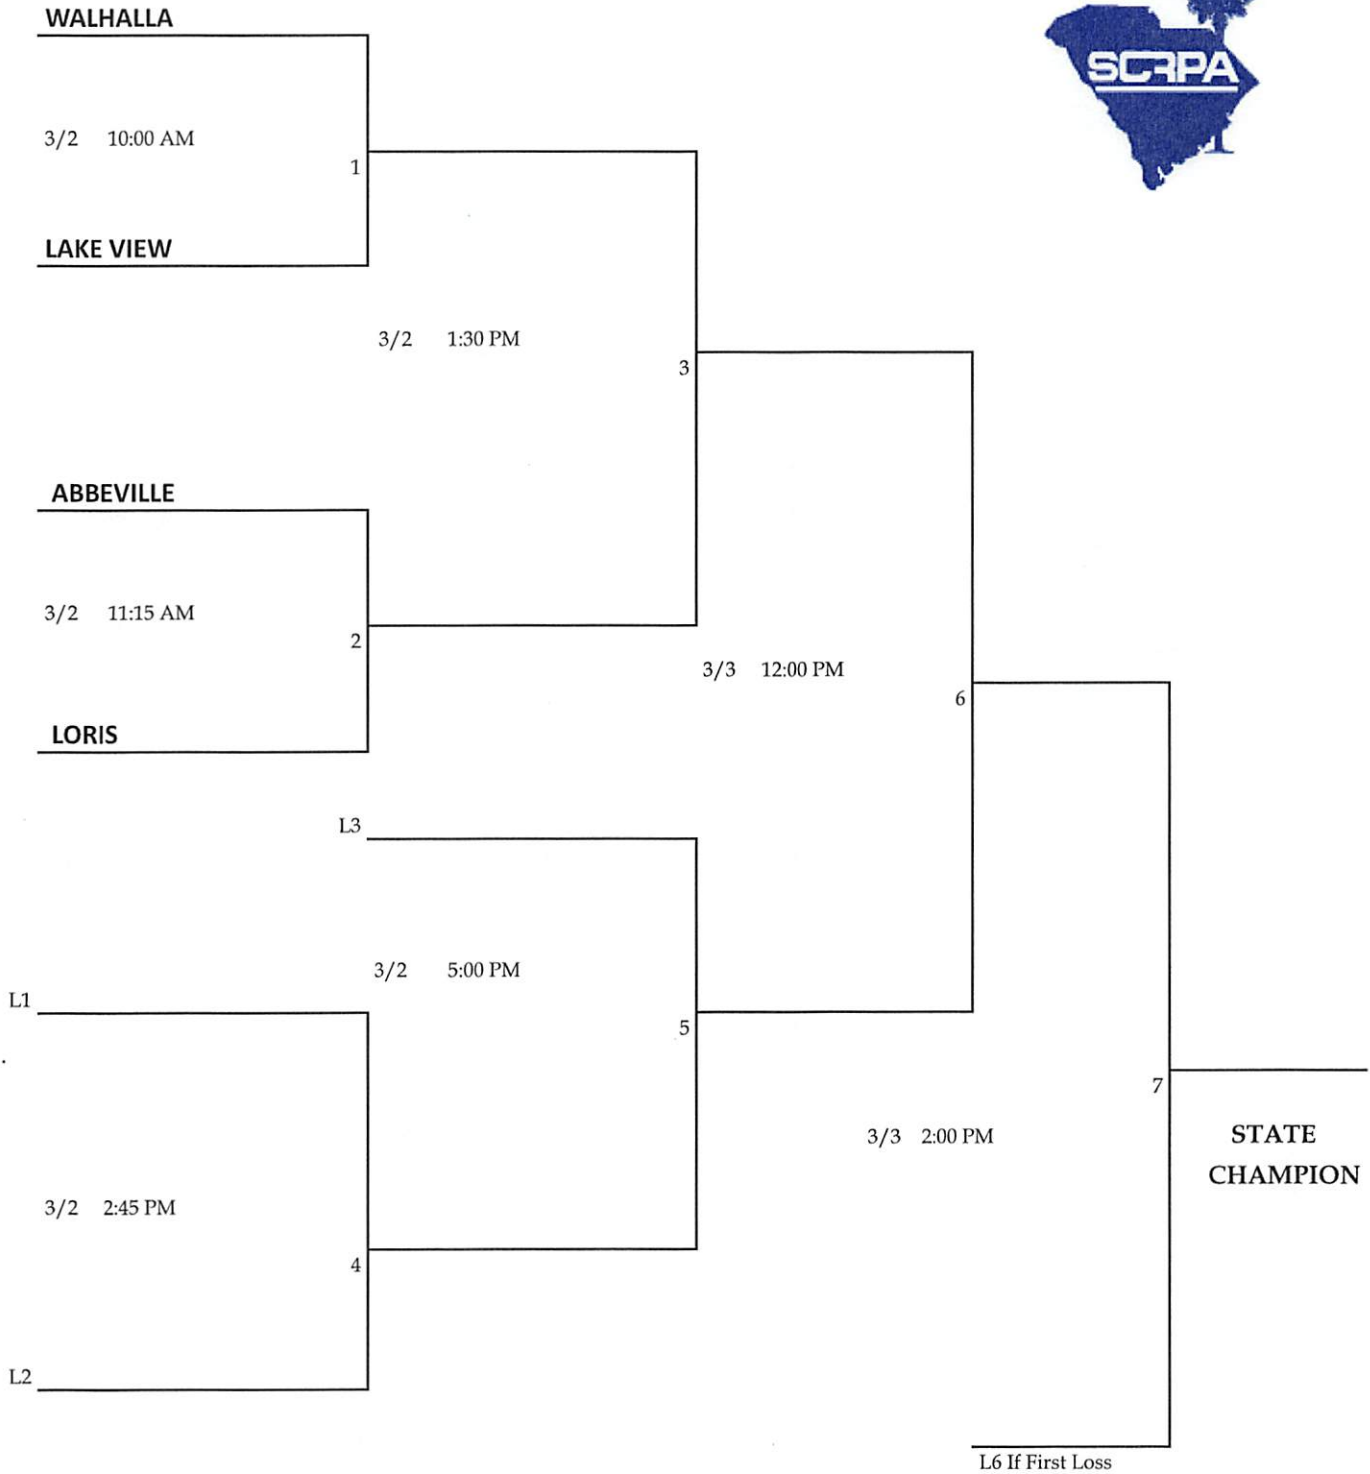 WALHALLA
SCRPA
3/2 10:00 AM
1
LAKE VIEW
3/2 1:30 PM
3
ABBEVILLE
3/2 11:15 AM
2
3/3 12:00 PM
6
LORIS
L3
3/2 5:00 PM
L1
5
7
3/3 2:00 PM
STATE
CHAMPION
3/2 2:45 PM
4
L2
L6 If First Loss